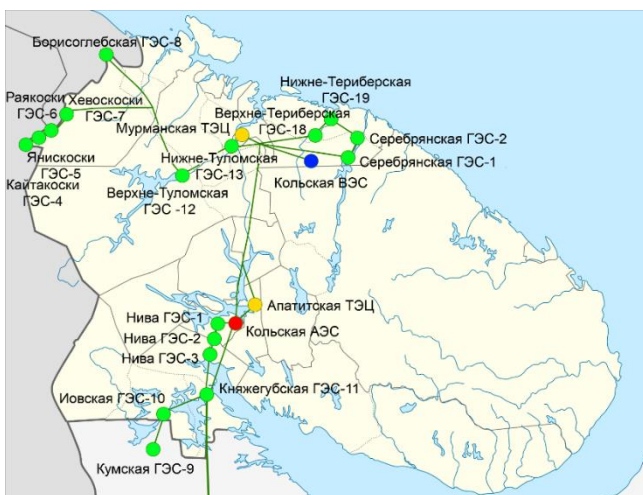 Борисоглебская ГЭС-8
Нижне-Териберская
ГЭС-19
Раякоски
ГЭС-6
Хевоскоски
ГЭС-7
Верхне-Териберская
ГЭС-18
Мурманская ТЭЦ
Серебрянская ГЭС-2
Янискоски
ГЭС-5
Нижне-Туломская
ГЭС-13
Серебрянская ГЭС-1
Кайтакоски
ГЭС-4
Верхне-Туломская
ГЭС -12
Кольская ВЭС
Апатитская ТЭЦ
Нива ГЭС-1
Кольская АЭС
Нива ГЭС-2
Нива ГЭС-3
Княжегубская ГЭС-11
Иовская ГЭС-10
Кумская ГЭС-9